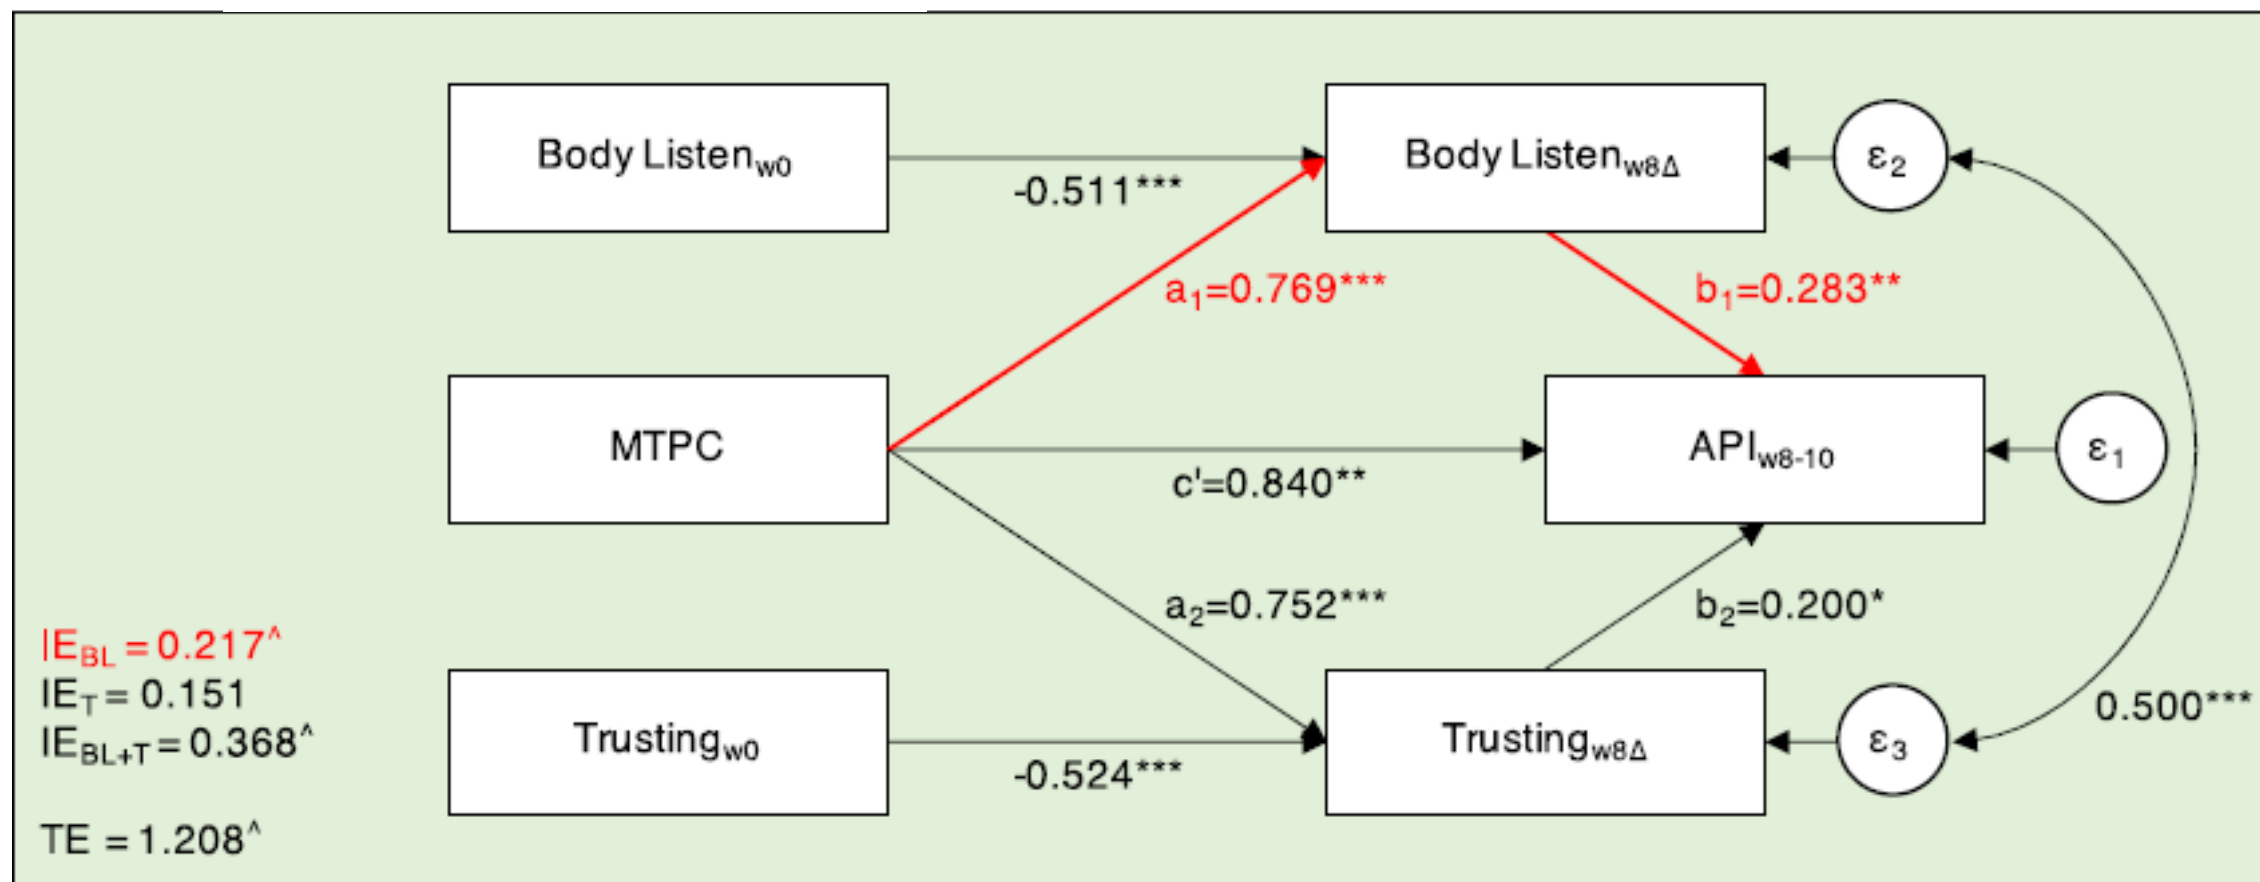 Body Listenw0
Body Listenw8Δ
ε2
-0.511***
a1=0.769***
b1=0.283**
MTPC
APIw8-10
ε1
c'=0.840**
a2=0.752***
b2=0.200*
IEBL = 0.217^
IET = 0.151
IEBL+T = 0.368^
TE = 1.208^
Trustingw0
Trustingw8Δ
ε3
0.500***
-0.524***